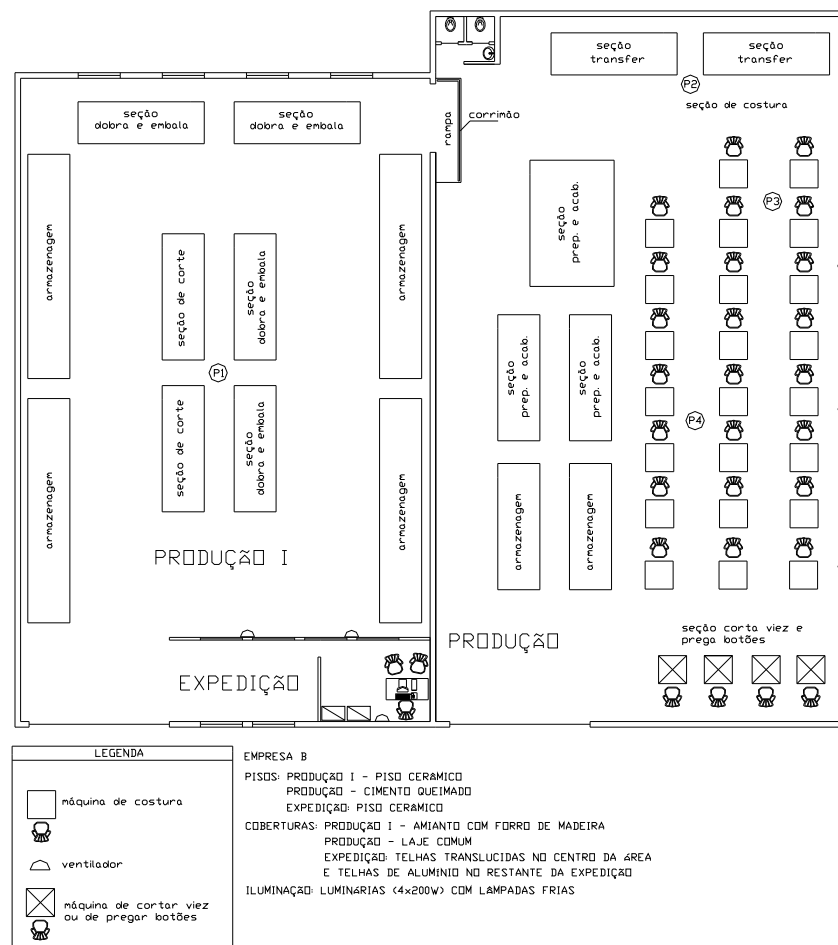 seção
transfer
seção
transfer
P2
seção de costura
seção
dobra e embala
seção
dobra e embala
rampa
corrimão
armazenagem
seção de corte
seção
dobra e embala
armazenagem
seção
prep. e acab.
P3
P1
seção
prep. e acab.
seção
prep. e acab.
P4
armazenagem
seção de corte
seção
dobra e embala
armazenagem
armazenagem
armazenagem
PRODUÇÃO I
PRODUÇÃO
seção corta viez e
prega botões
EXPEDIÇÃO
LEGENDA
máquina de costura
ventilador
máquina de cortar viez
ou de pregar botões
EMPRESA B
PISOS: PRODUÇÃO I - PISO CERÂMICO
PRODUÇÃO - CIMENTO QUEIMADO
EXPEDIÇÃO: PISO CERÂMICO
COBERTURAS: PRODUÇÃO I - AMIANTO COM FORRO DE MADEIRA
PRODUÇÃO - LAJE COMUM
EXPEDIÇÃO: TELHAS TRANSLUCIDAS NO CENTRO DA ÁREA
E TELHAS DE ALUMÍNIO NO RESTANTE DA EXPEDIÇÃO
ILUMINAÇÃO: LUMINÁRIAS (4x200W) COM LÂMPADAS FRIAS